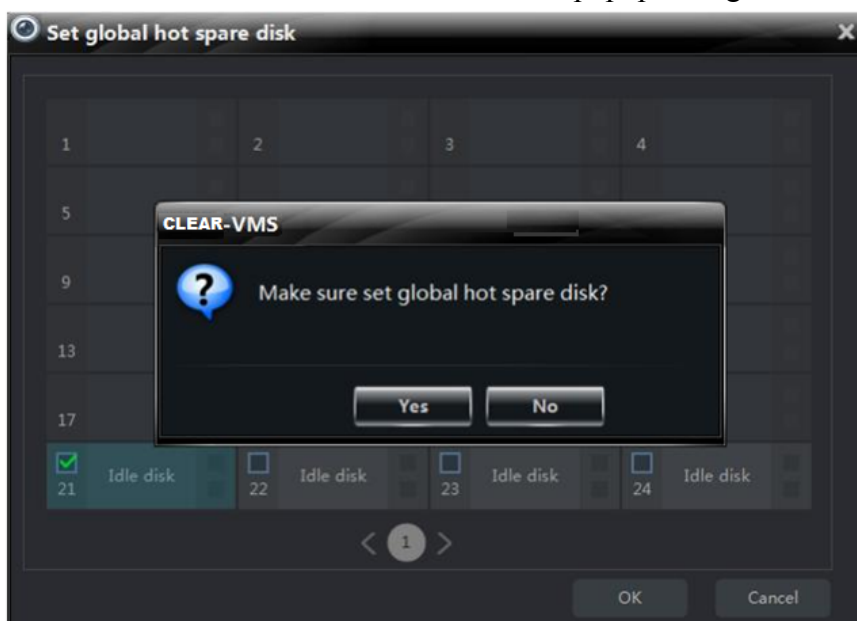 Set global hot spare disk
1 2 3 4
5
CLEAR-VMS
9
Make sure set global hot spare disk?
13
Yes No
17
21 Idle disk 22 Idle disk 23 Idle disk 24 Idle disk
< 1 >
OK Cancel